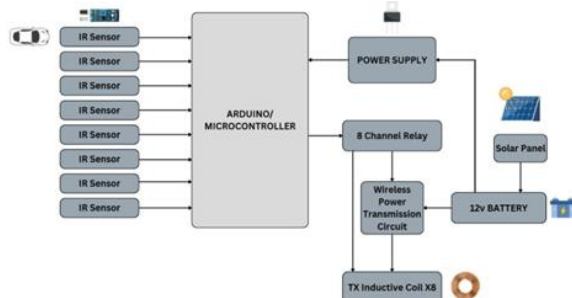 IR Sensor
IR Sensor
IR Sensor
IR Sensor
IR Sensor
IR Sensor
IR Sensor
IR Sensor
ARDUINO/
MICROCONTROLLER
POWER SUPPLY
8 Channel Relay
Solar Panel
Wireless
Power
Transmission
Circuit
12v BATTERY
TX Inductive Coil X8